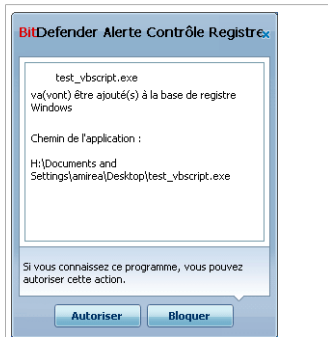 BitDefender Alerte Contrôle Registre
test_vbscript.exe
va(vont) être ajouté(s) à la base de registre
Windows
Chemin de l'application :
H:\Documents and
Settings\amirea\Desktop\test_vbscript.exe
Si vous connaissez ce programme, vous pouvez
autoriser cette action.
Autoriser Bloquer